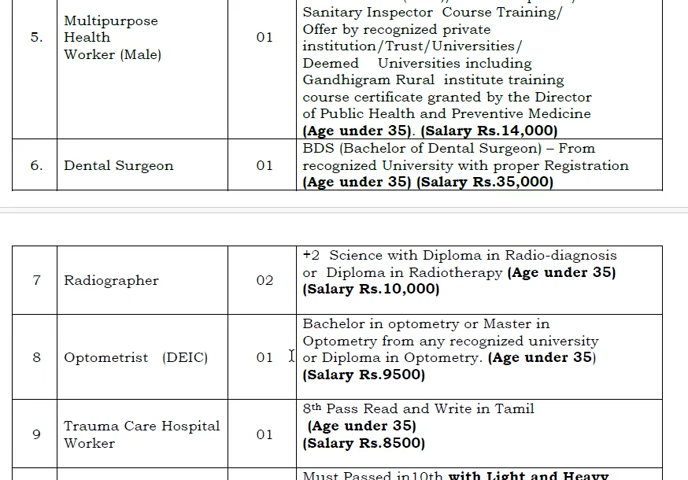 Sanitary Inspector Course Training/
5.
Multipurpose
Health
Worker (Male)
01
Offer by recognized private
institution/Trust/Universities/
Deemed Universities including
Gandhigram Rural institute training
course certificate granted by the Director
of Public Health and Preventive Medicine
(Age under 35). (Salary Rs.14,000)
6.
Dental Surgeon
01
BDS (Bachelor of Dental Surgeon) – From
recognized University with proper Registration
(Age under 35) (Salary Rs.35,000)
7
Radiographer
02
+2 Science with Diploma in Radio-diagnosis
or Diploma in Radiotherapy (Age under 35)
(Salary Rs.10,000)
8
Optometrist (DEIC)
01
Bachelor in optometry or Master in
Optometry from any recognized university
or Diploma in Optometry. (Age under 35)
(Salary Rs.9500)
9
Trauma Care Hospital
Worker
01
8th Pass Read and Write in Tamil
(Age under 35)
(Salary Rs.8500)
Must Passed in10th with Light and Heavy